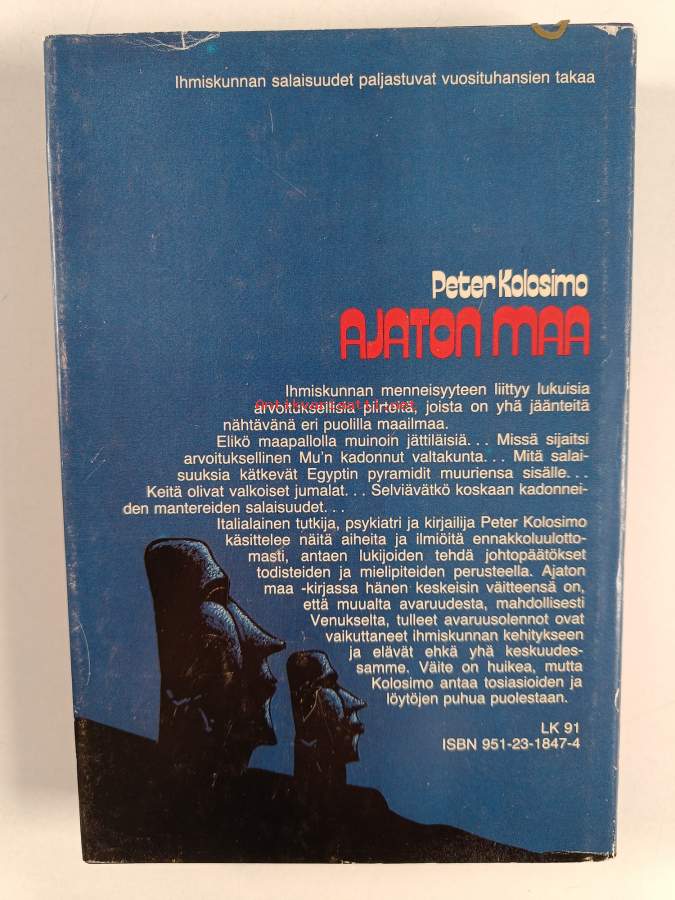 Ihmiskunnan salaisuudet paljastuvat vuosituhansien takaa
Peter Kolosimo
AJATON MAA
Ihmiskunnan menneisyyteen liittyy lukuisia
arvoituksellisia piirteitä, joista on yhä jäänteitä
Antikvariaatti.net
nähtävänä eri puolilla maailmaa.
Elikö maapallolla muinoin jättiläisiä... Missä sijaitsi
arvoituksellinen Mu'n kadonnut valtakunta... Mitä salai-
suuksia kätkevät Egyptin pyramidit muuriensa sisälle...
Keitä olivat valkoiset jumalat... Selviävätkö koskaan kadonnei-
den mantereiden salaisuudet...
Italialainen tutkija, psykiatri ja kirjailija Peter Kolosimo
käsittelee näitä aiheita ja ilmiöitä ennakkoluulotto-
masti, antaen lukijoiden tehdä johtopäätökset
todisteiden ja mielipiteiden perusteella. Ajaton
maa -kirjassa hänen keskeisin väitteensä on,
että muualta avaruudesta, mahdollisesti
Venukselta, tulleet avaruusolennot ovat
vaikuttaneet ihmiskunnan kehitykseen
ja elävät ehkä yhä keskuudes-
samme. Väite on huikea, mutta
Kolosimo antaa tosiasioiden ja
löytöjen puhua puolestaan.
LK 91
ISBN 951-23-1847-4